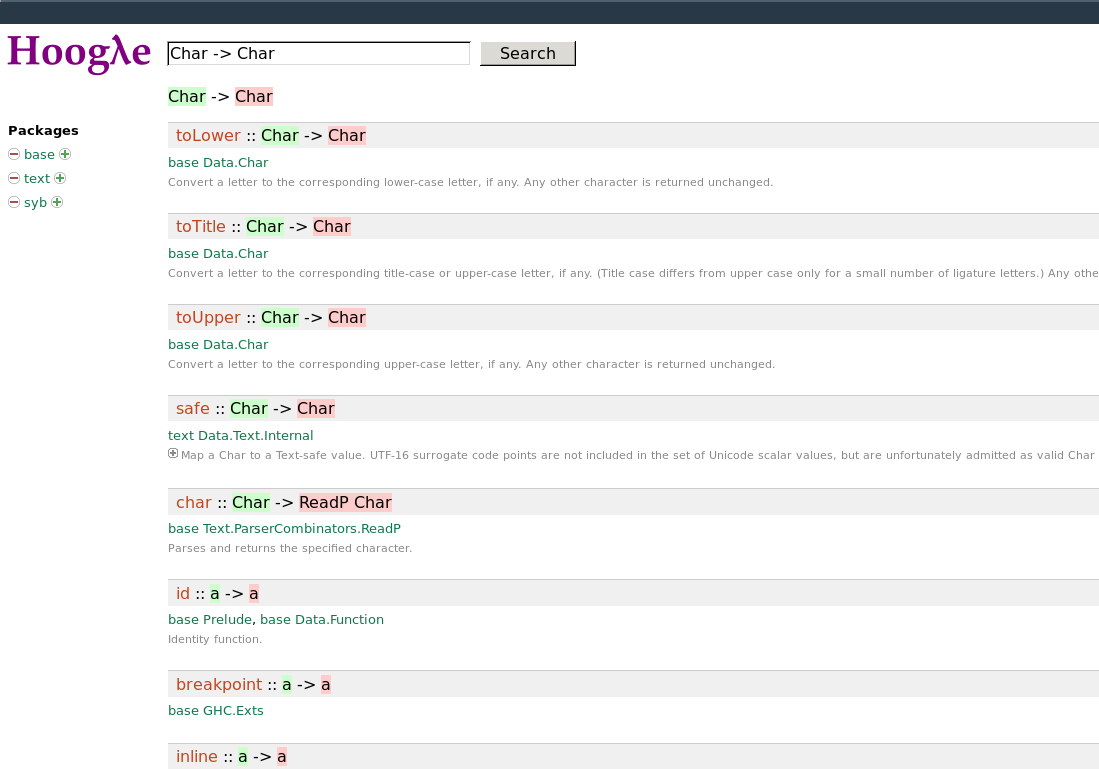 Hoogλe
Char -> Char
Search
Char -> Char
Packages
base
text
syb
toLower :: Char -> Char
base Data.Char
Convert a letter to the corresponding lower-case letter, if any. Any other character is returned unchanged.
toTitle :: Char -> Char
base Data.Char
Convert a letter to the corresponding title-case or upper-case letter, if any. (Title case differs from upper case only for a small number of ligature letters.) Any othe
toUpper :: Char -> Char
base Data.Char
Convert a letter to the corresponding upper-case letter, if any. Any other character is returned unchanged.
safe :: Char -> Char
text Data.Text.Internal
Map a Char to a Text-safe value. UTF-16 surrogate code points are not included in the set of Unicode scalar values, but are unfortunately admitted as valid Char
char :: Char -> ReadP Char
base Text.ParserCombinators.ReadP
Parses and returns the specified character.
id :: a -> a
base Prelude, base Data.Function
Identity function.
breakpoint :: a -> a
base GHC.Exts
inline :: a -> a